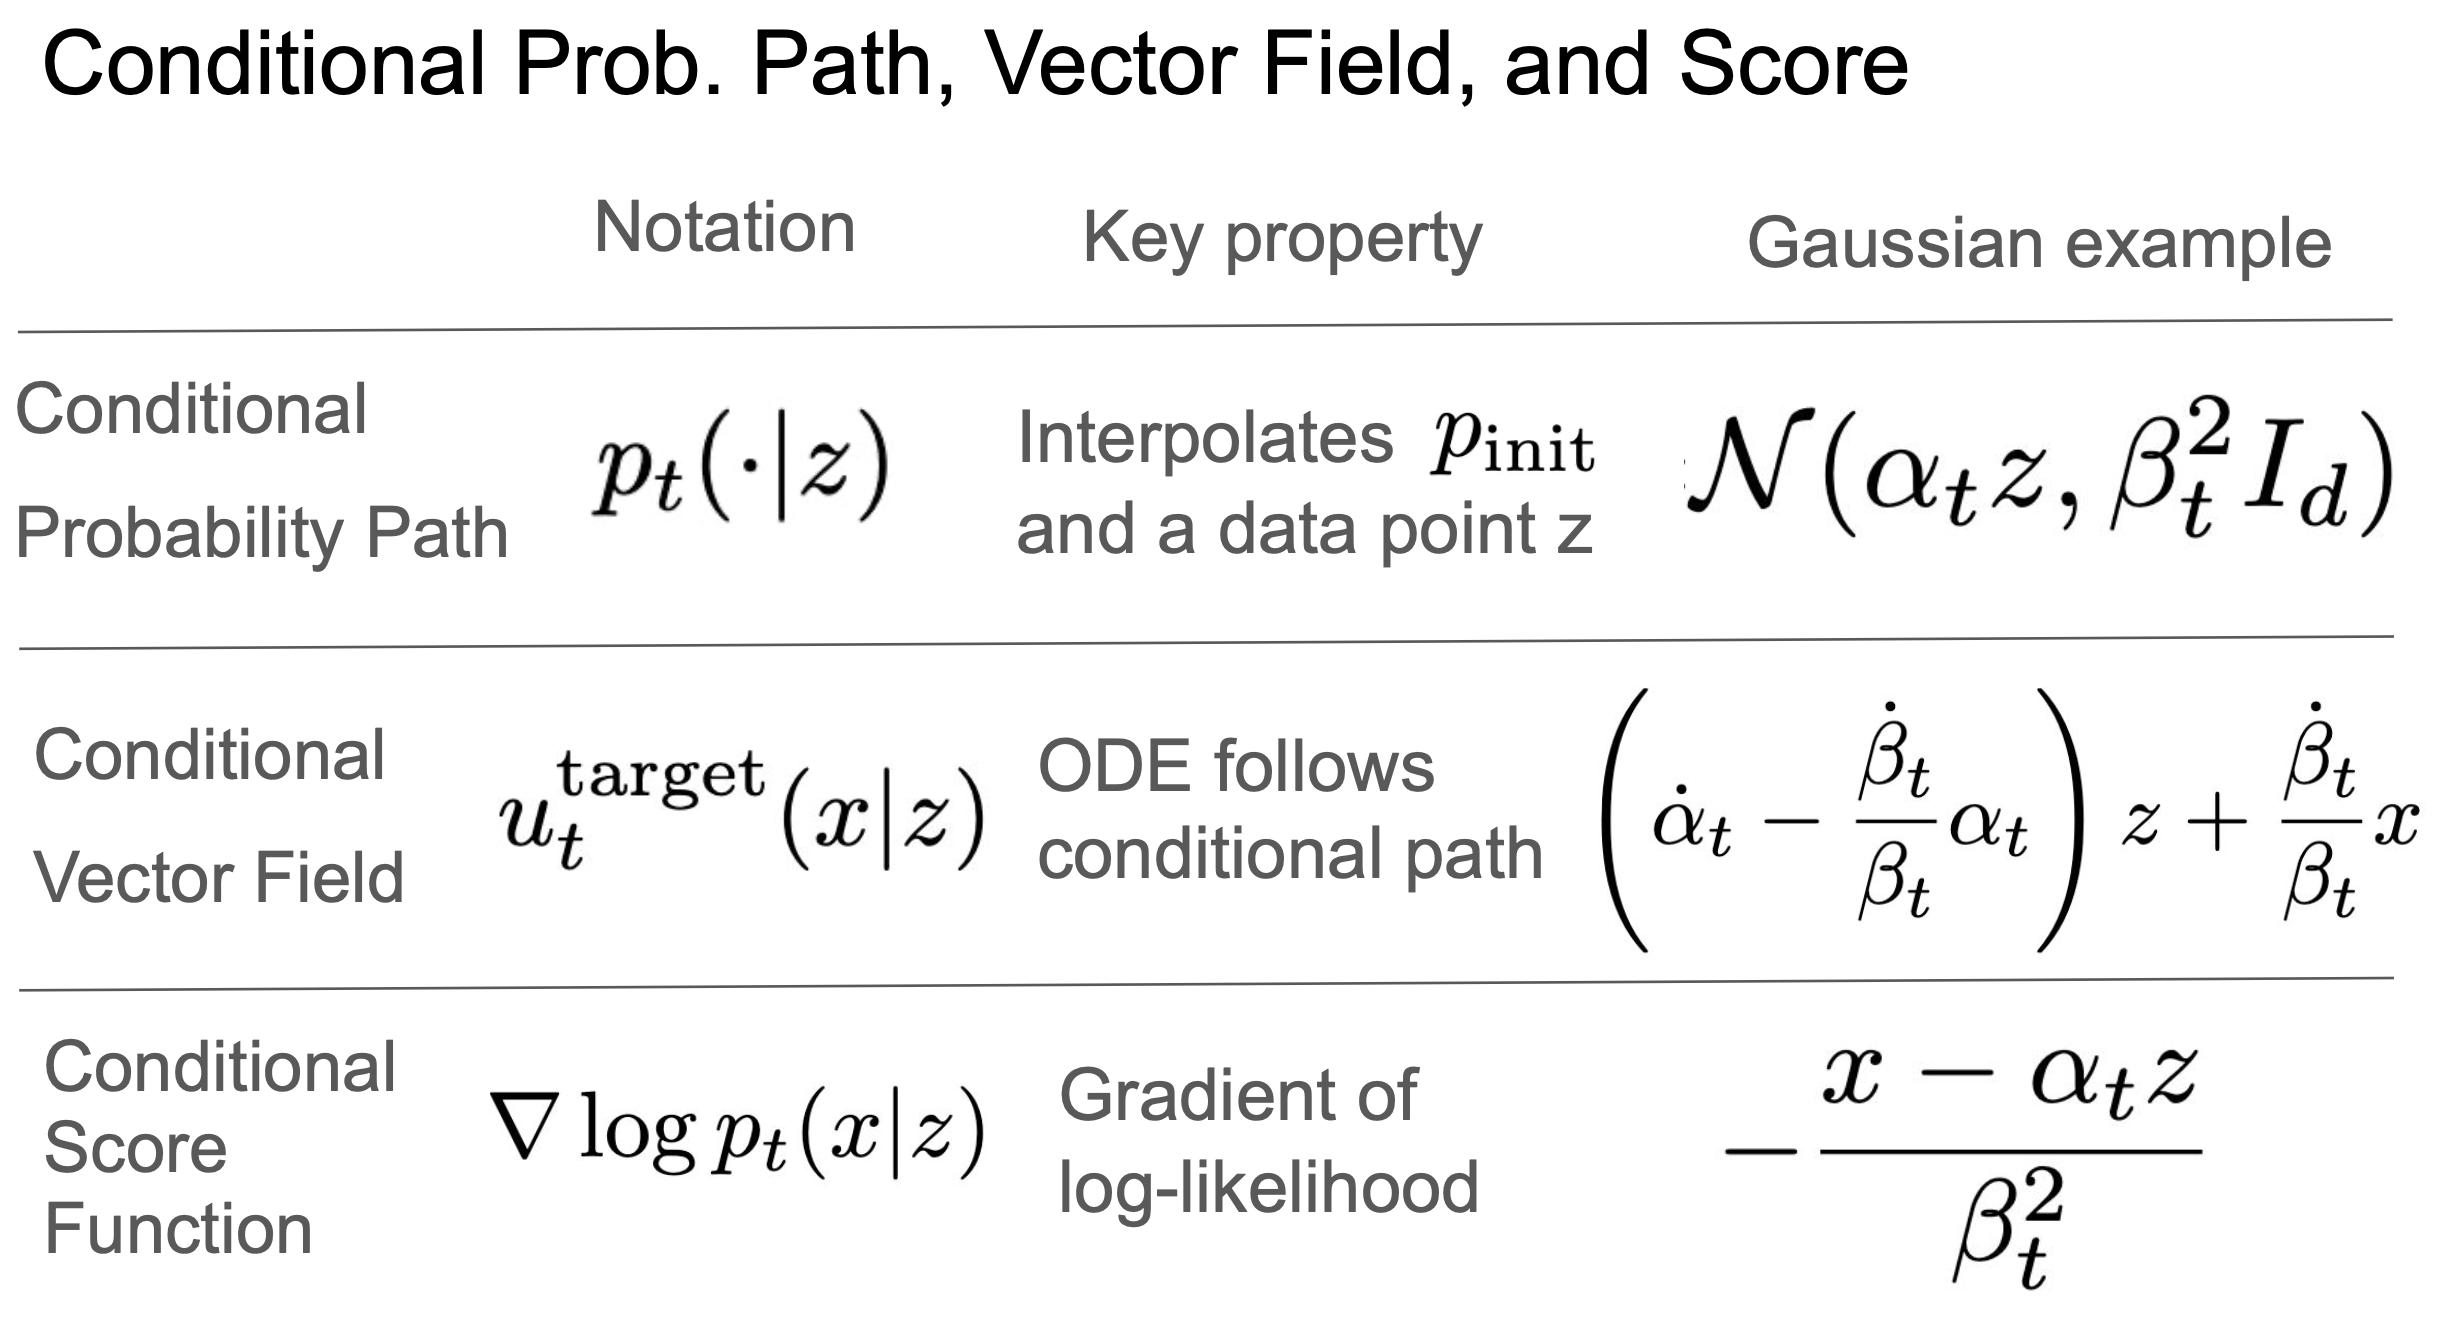 Conditional Prob. Path, Vector Field, and Score
Notation Key property Gaussian example
Conditional
Probability Path
$p_t(\cdot|z)$
Interpolates $p_{\text{init}}$
and a data point z
$\mathcal{N}(\alpha_t z, \beta_t^2 I_d)$
Conditional
Vector Field
$u_t^{\text{target}}(x|z)$
ODE follows
conditional path
$\left(\dot{\alpha}_t - \frac{\dot{\beta}_t}{\beta_t}\alpha_t\right) z + \frac{\dot{\beta}_t}{\beta_t} x$
Conditional
Score
Function
$\nabla \log p_t(x|z)$
Gradient of
log-likelihood
$-\frac{x - \alpha_t z}{\beta_t^2}$